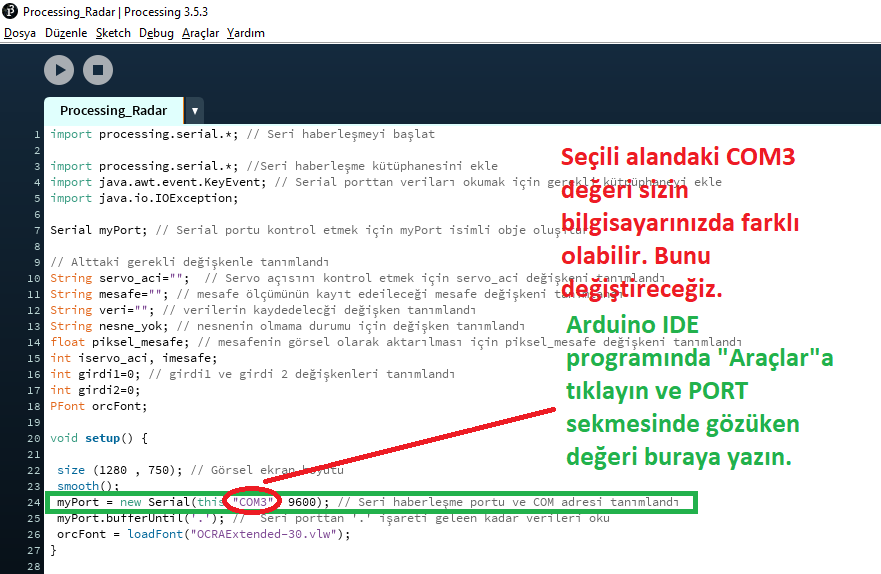 Processing_Radar | Processing 3.5.3
Dosya Düzenle Sketch Debug Araçlar Yardım
Processing_Radar ▼
1 import processing.serial.*; // Seri haberleşmeyi başlat
2
3 import processing.serial.*; //Seri haberleşme kütüphanesini ekle
4 import java.awt.event.KeyEvent; // Serial porttan verileri okumak için gerekli kütüphaneyi ekle
5 import java.io.IOException;
6
7 Serial myPort; // Serial portu kontrol etmek için myPort isimli obje
8
9 // Alttaki gerekli değişkenle tanımlandı
10 String servo_aci=""; // Servo açısını kontrol etmek için servo_aci değişkeni tanımlandı
11 String mesafe=""; // mesafe ölçümünün kayıt edeileceği mesafe değişkeni tanımlandı
12 String veri=""; // verilerin kaydedeleceği değişken tanımlandı
13 String nesne_yok; // nesnenin olmama durumu için değişken tanımlandı
14 float piksel_mesafe; // mesafenin görsel olarak aktarılması için piksel_mesafe değişkeni tanımlandı
15 int iservo_aci, imesafe;
16 int girdi1=0; // girdi1 ve girdi 2 değişkenleri tanımlandı
17 int girdi2=0;
18 PFont orcFont;
19
20 void setup() {
21
22 size (1280 , 750); // Görsel ekran boyutu
23 smooth();
24 myPort = new Serial(this "COM3" 9600); // Seri haberleşme portu ve COM adresi tanımlandı
25 myPort.bufferUntil('.'); // Seri porttan '.' işareti geleen kadar verileri oku
26 orcFont = loadFont("OCRAExtended-30.vlw");
27 }
28
Seçili alandaki COM3
değeri sizin
bilgisayarınızda farklı
olabilir. Bunu
değiştireceğiz.
Arduino IDE
programında "Araçlar"a
tıklayın ve PORT
sekmesinde gözüken
değeri buraya yazın.